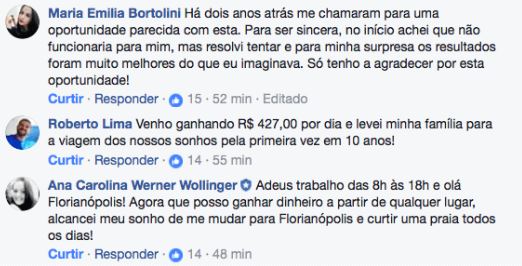 Maria Emilia Bortolini Há dois anos atrás me chamaram para uma
oportunidade parecida com esta. Para ser sincera, no início achei que não
funcionaria para mim, mas resolvi tentar e para minha surpresa os resultados
foram muito melhores do que eu imaginava. Só tenho a agradecer por esta
oportunidade!
Curtir · Responder · 15 · 52 min · Editado
Roberto Lima Venho ganhando R$ 427,00 por dia e levei minha família para
a viagem dos nossos sonhos pela primeira vez em 10 anos!
Curtir · Responder · 14 · 55 min
Ana Carolina Werner Wollinger Adeus trabalho das 8h às 18h e olá
Florianópolis! Agora que posso ganhar dinheiro a partir de qualquer lugar,
alcancei meu sonho de me mudar para Florianópolis e curtir uma praia todos
os dias!
Curtir · Responder · 14 · 48 min